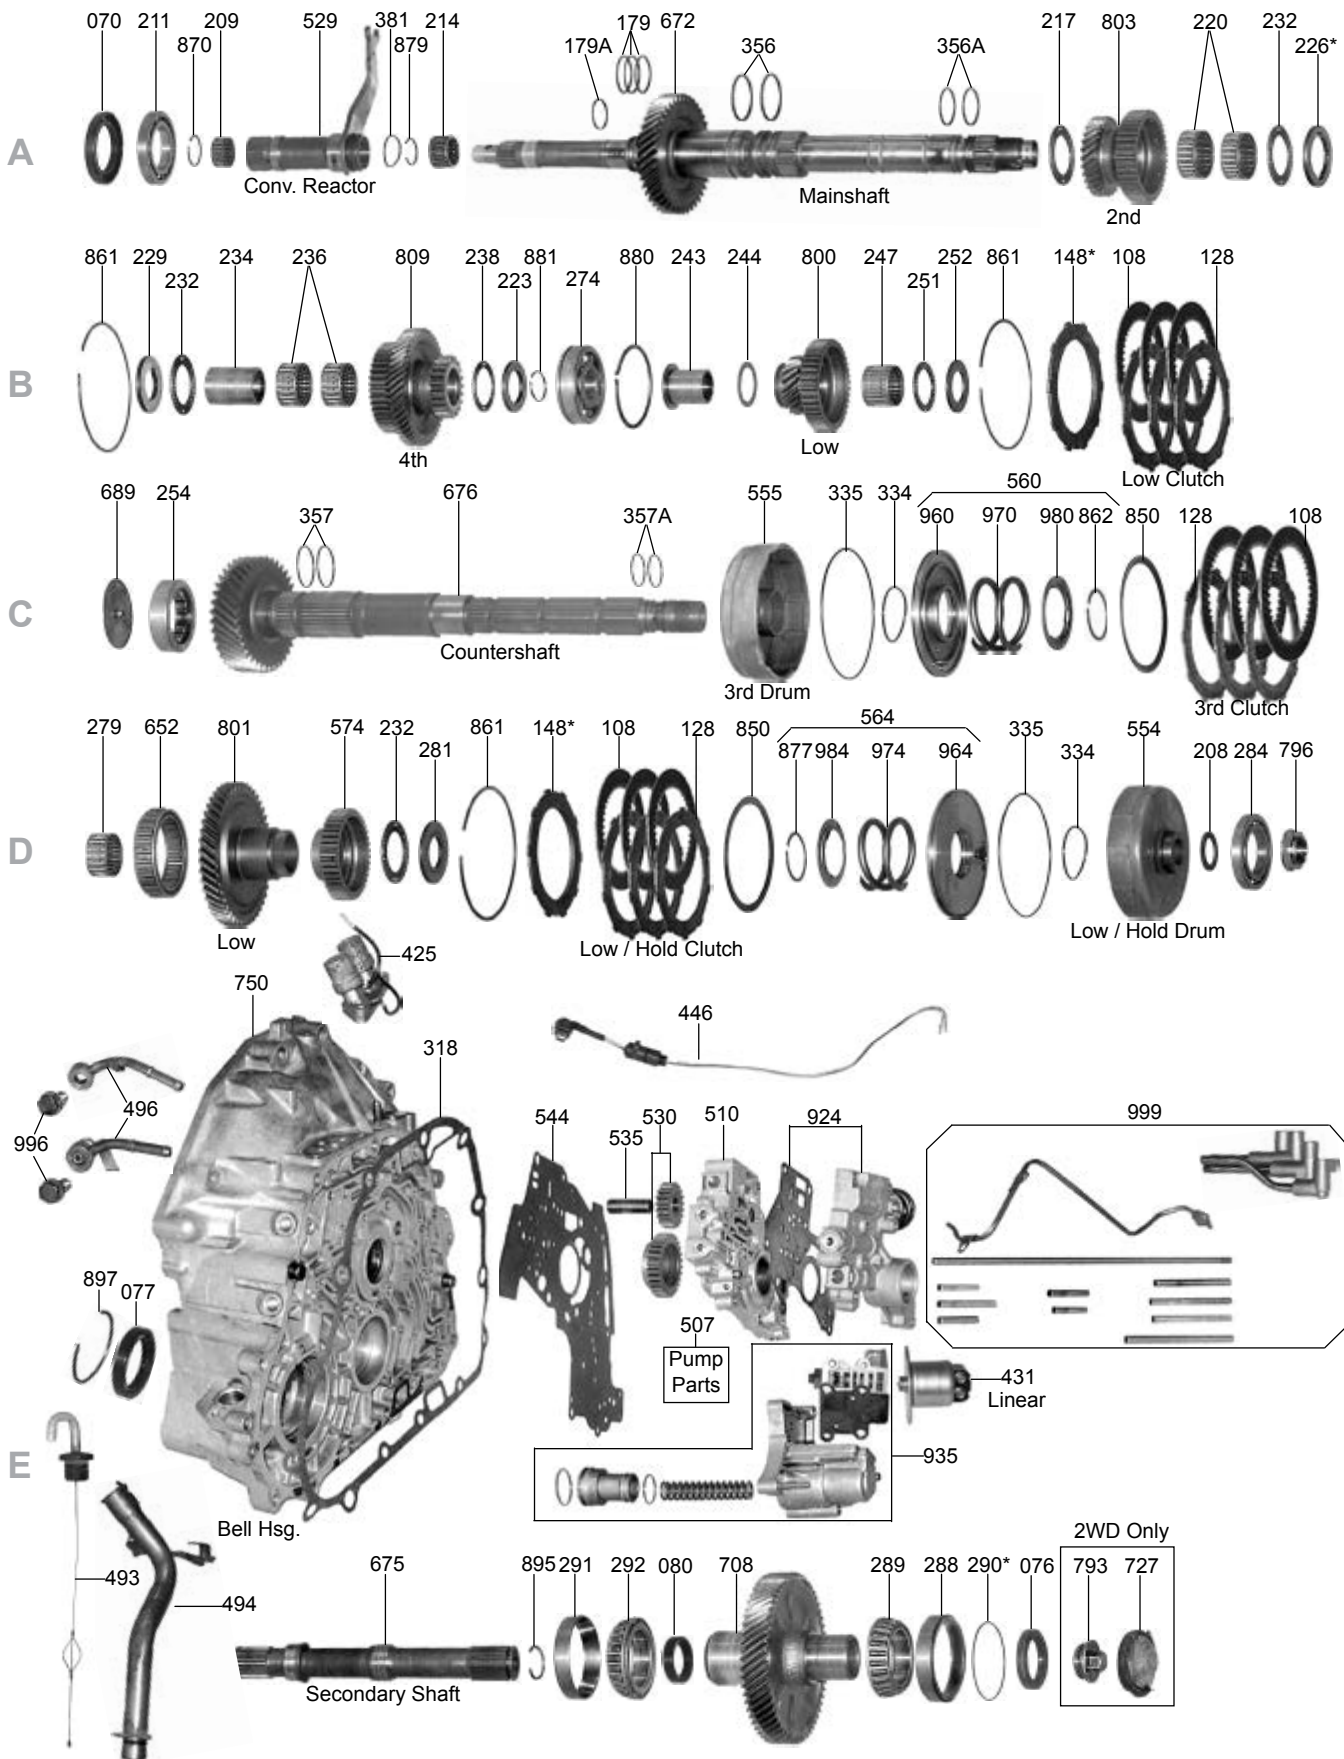 070 211 209 529 381 214 179 672 356 356A 217 803 220 232 226*
870 879 179A
A
Conv. Reactor Mainshaft 2nd
861 229 234 236 809 238 881 880 243 244 800 247 252 861 148* 108 128
232 223 274 251
B
4th Low Low Clutch
689 254 357 676 357A 555 335 334 560 850 128 108
960 970 980 862
C
Countershaft 3rd Drum 3rd Clutch
279 652 801 574 232 281 861 148* 108 128 850 564 335 334 554 208 284 796
877 984 974 964
D
Low Low / Hold Clutch Low / Hold Drum
425
750
446
318
496
996
544 535 530 510 924 999
897 077
507
Pump
Parts
431
Linear
935
E
Bell Hsg.
493
494
2WD Only
675 895 291 292 080 708 289 288 290* 076 793 727
Secondary Shaft